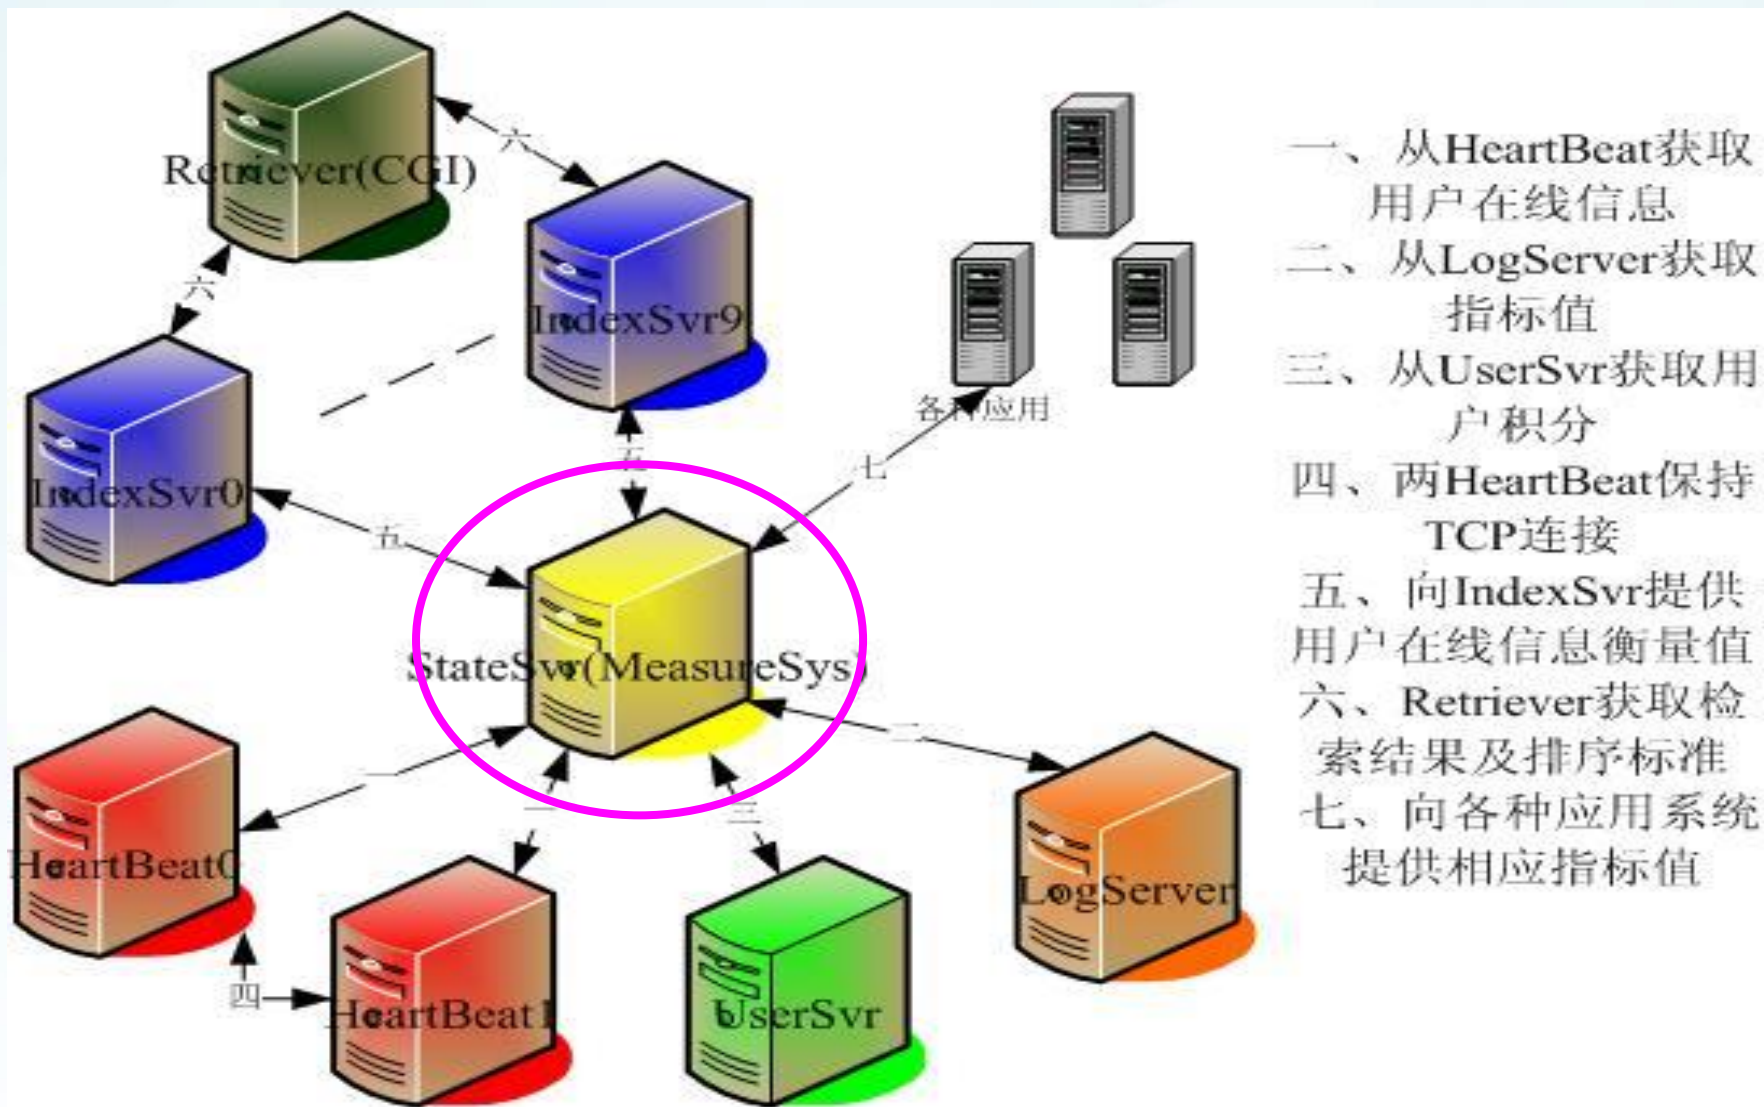 六
Retriever(CGI)
六
IndexSvr9
各种应用
七
五
IndexSvr0
五
StateSvr(MeasureSys)
一
二
一
三
HeartBeat0
LogServer
四
HeartBeat1
UserSvr
一、从HeartBeat获取
用户在线信息
二、从LogServer获取
指标值
三、从UserSvr获取用
户积分
四、两HeartBeat保持
TCP连接
五、向IndexSvr提供
用户在线信息衡量值
六、Retriever获取检
索结果及排序标准
七、向各种应用系统
提供相应指标值